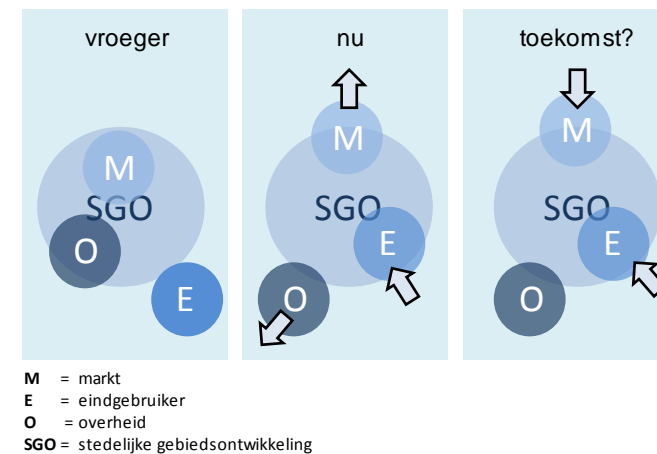 vroeger
M
SGO
O
E
nu
M
SGO
E
O
toekomst?
M
SGO
E
O
M = markt
E = eindgebruiker
O = overheid
SGO = stedelijke gebiedsontwikkeling